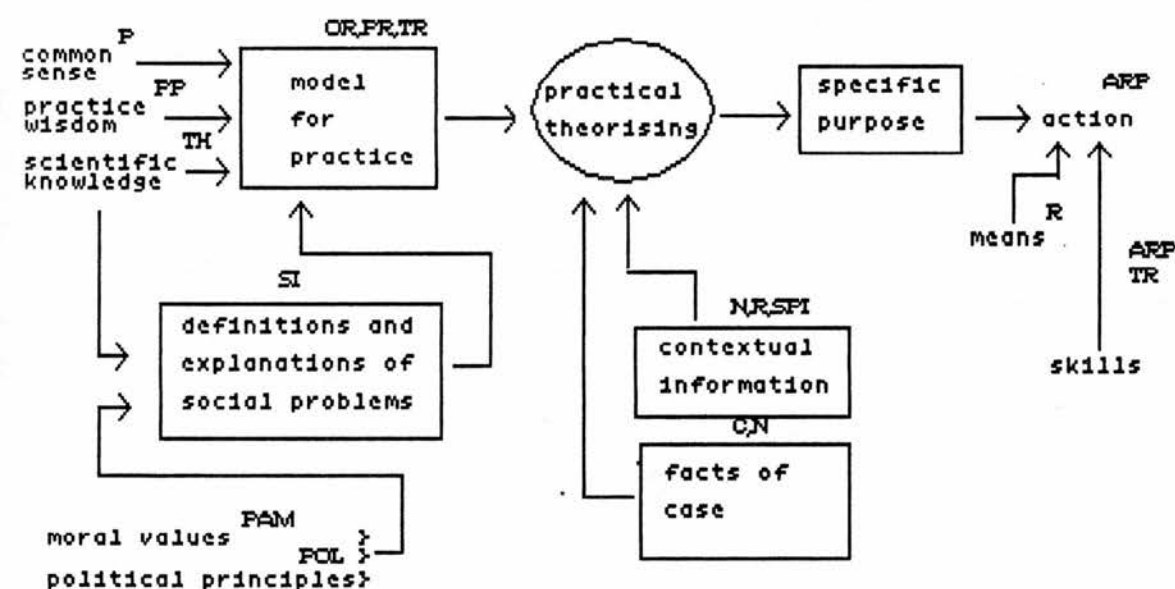 P
common
sense
PP
practice
wisdom
TH
scientific
knowledge
OR,PR,TR
model
for
practice
practical
theorising
specific
purpose
ARP
action
R
means
ARP
TR
skills
SI
definitions and
explanations of
social problems
N,R,SPI
contextual
information
C,N
facts of
case
PAM
moral values }
POL }
political principles}